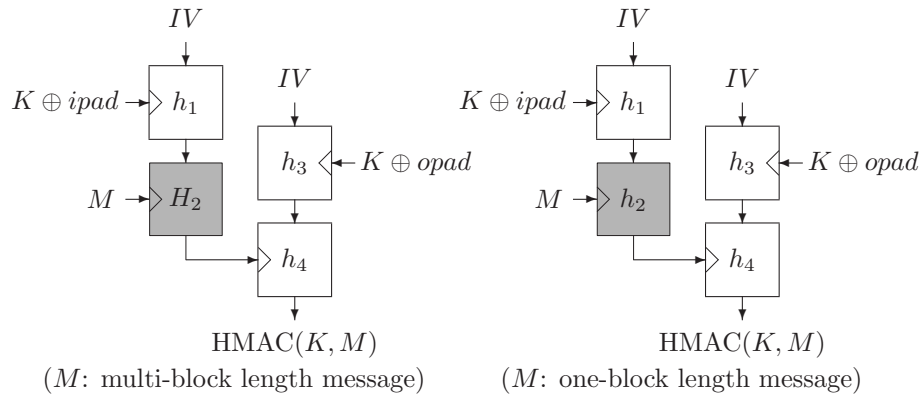 IV
IV
K ⊕ ipad
h₁
h₃
K ⊕ opad
M
H₂
h₄
HMAC(K, M)
(M: multi-block length message)
IV
IV
K ⊕ ipad
h₁
h₃
K ⊕ opad
M
h₂
h₄
HMAC(K, M)
(M: one-block length message)